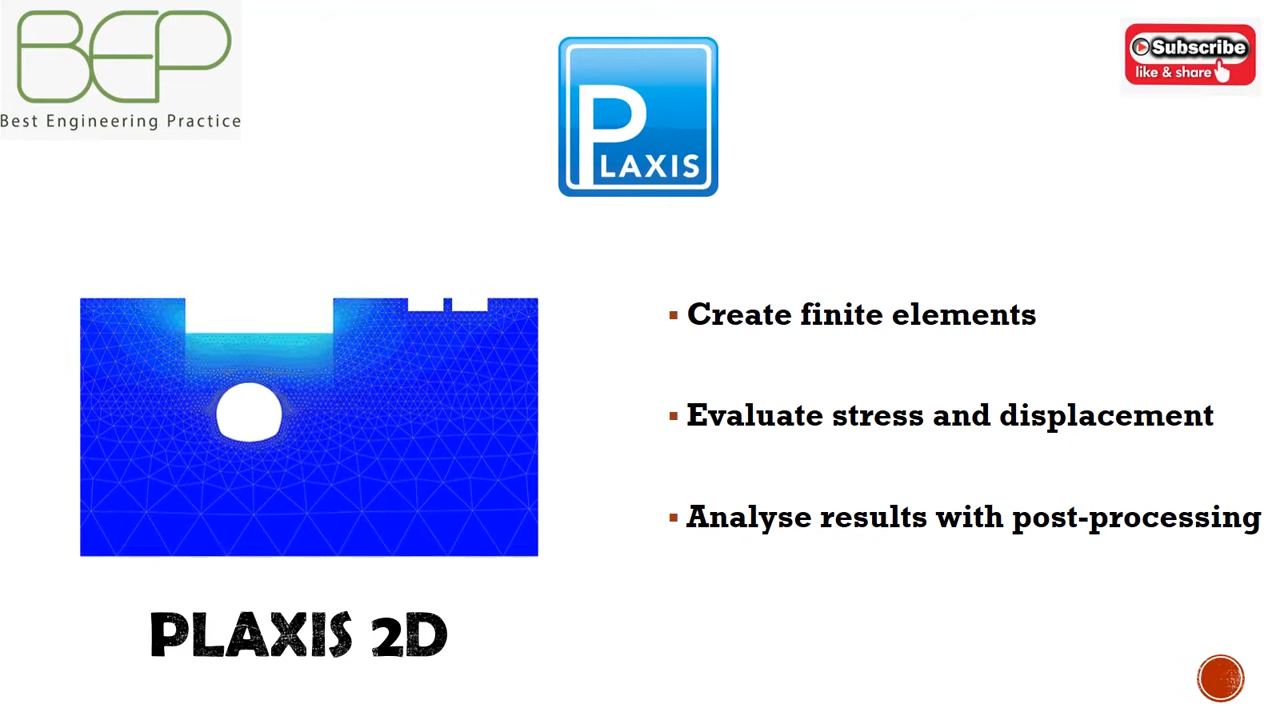 BEP
Best Engineering Practice
PLAXIS
Subscribe
like & share
▪ Create finite elements
▪ Evaluate stress and displacement
▪ Analyse results with post-processing
PLAXIS 2D